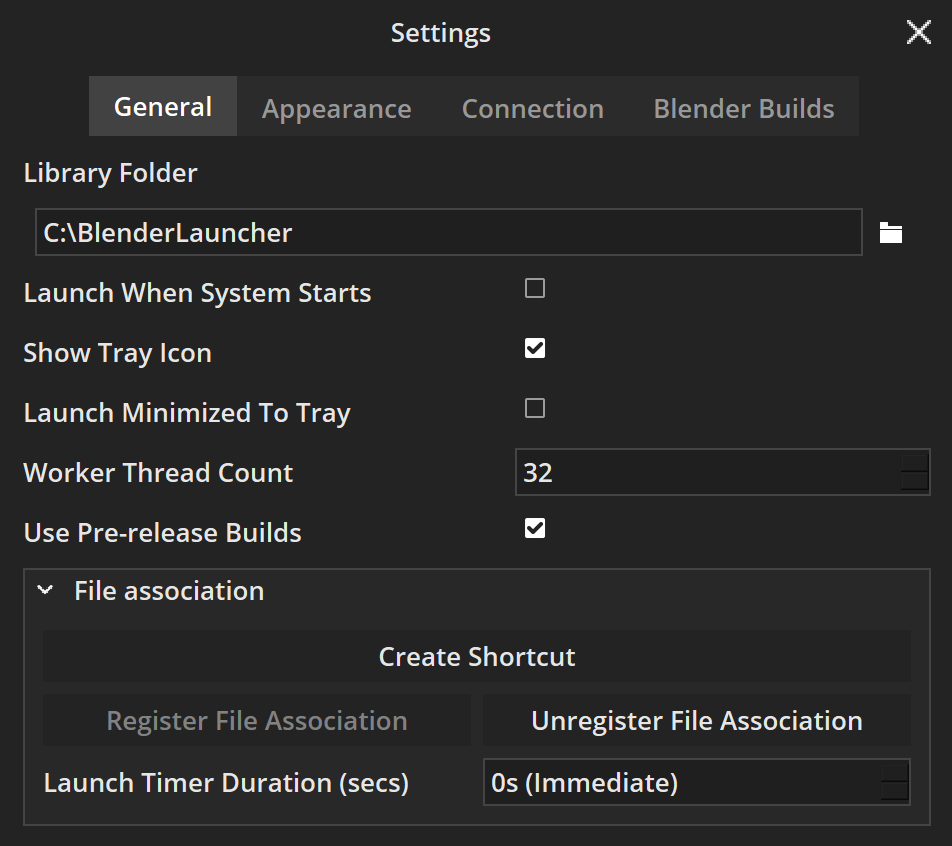 Settings
General Appearance Connection Blender Builds
Library Folder
C:\BlenderLauncher
Launch When System Starts
Show Tray Icon
Launch Minimized To Tray
Worker Thread Count 32
Use Pre-release Builds
File association
Create Shortcut
Register File Association Unregister File Association
Launch Timer Duration (secs) 0s (Immediate)